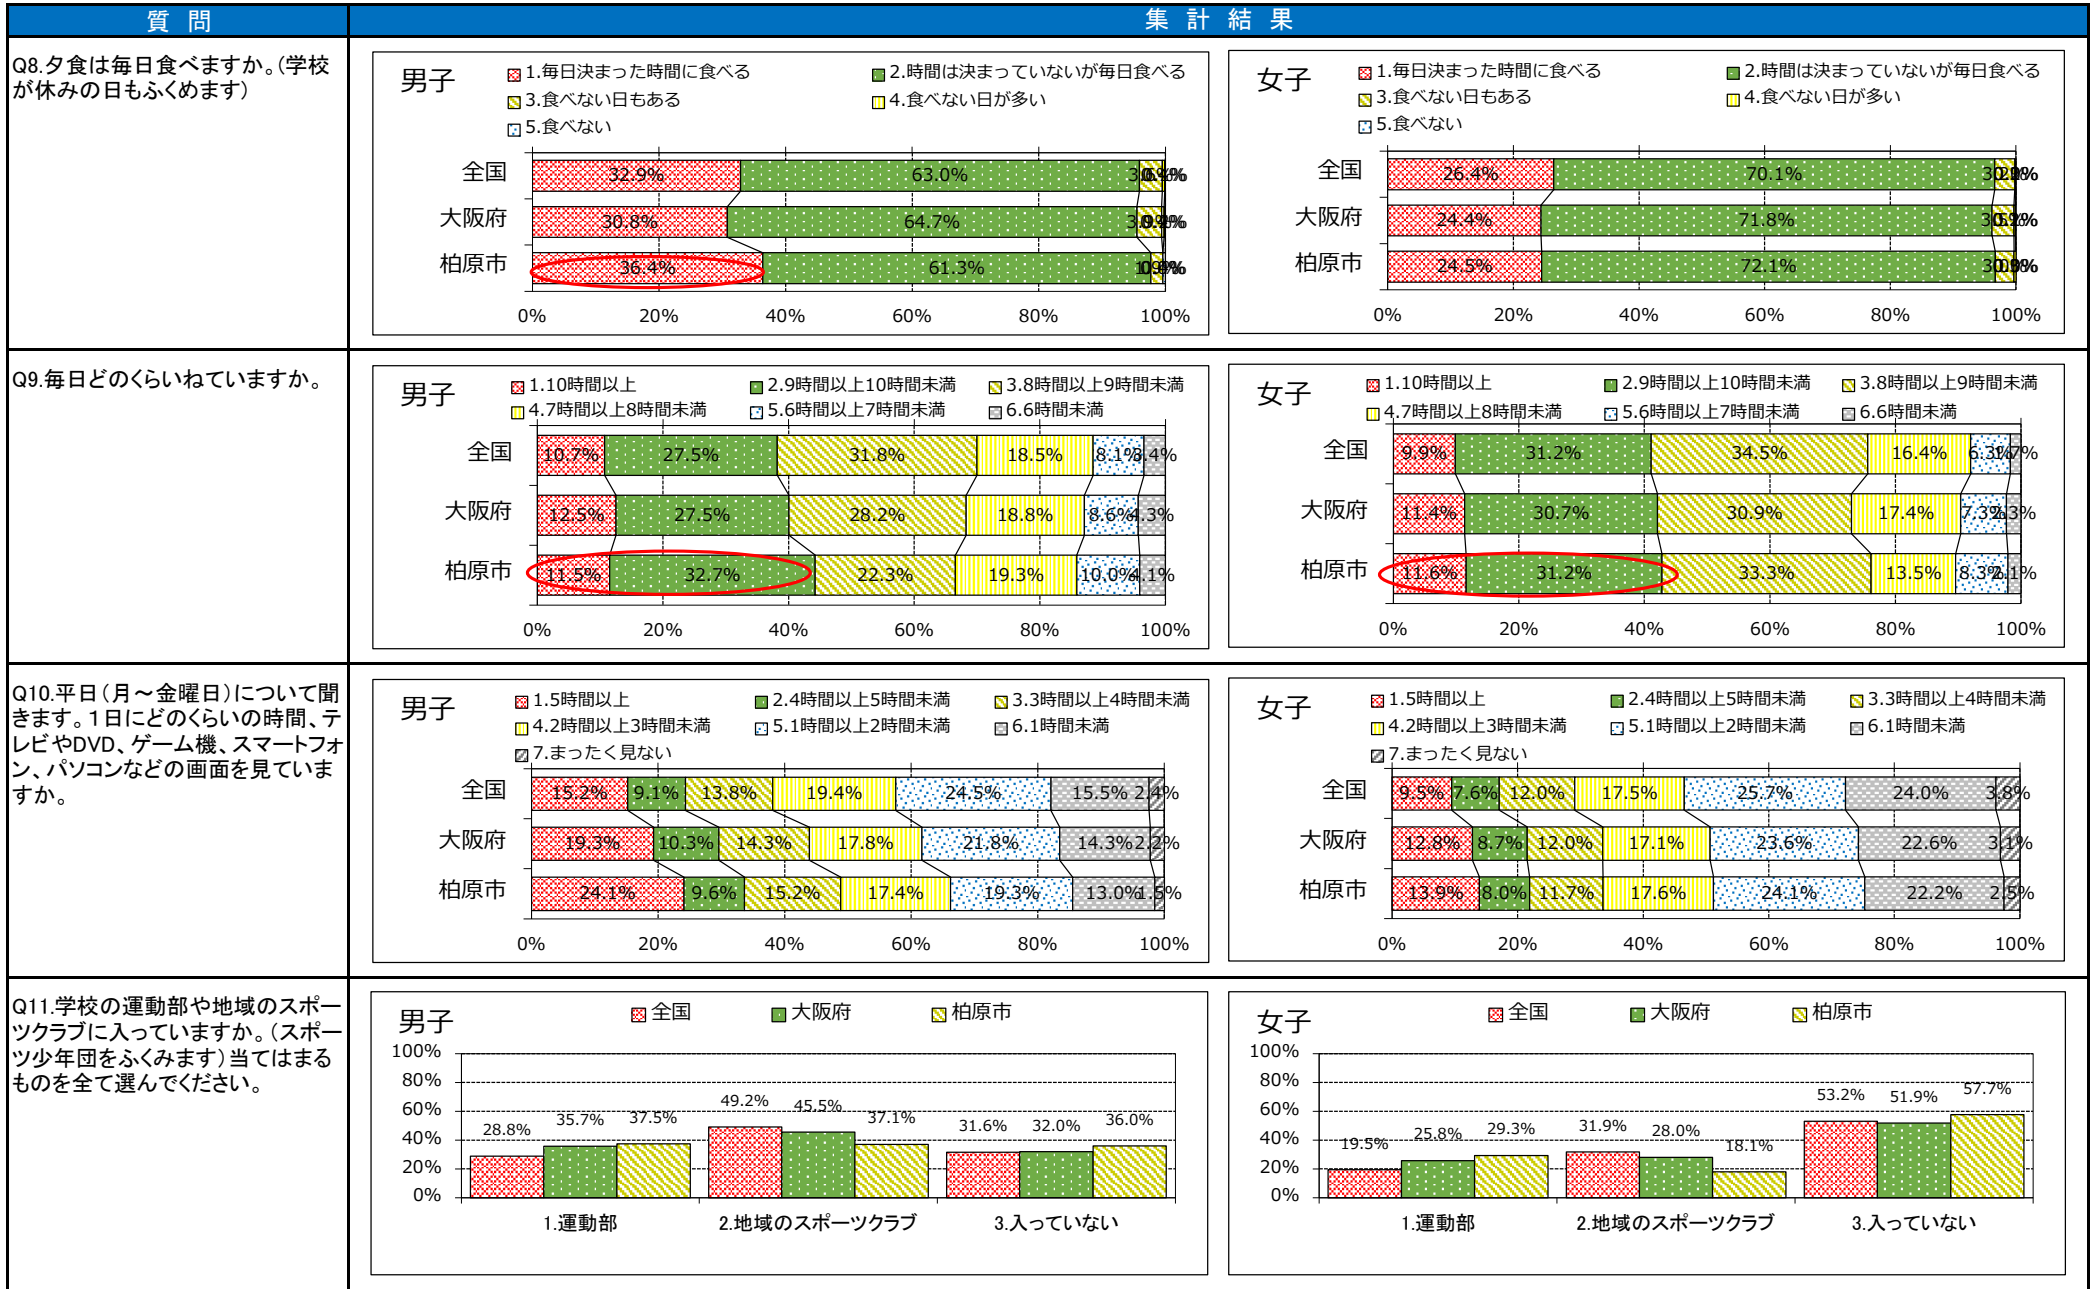 質 問
集 計 結 果
Q8.夕食は毎日食べますか。(学校
が休みの日もふくめます)
男子
1.毎日決まった時間に食べる
2.時間は決まっていないが毎日食べる
3.食べない日もある
4.食べない日が多い
5.食べない
全国
32.9%
63.0%
大阪府
30.8%
64.7%
柏原市
36.4%
61.3%
0% 20% 40% 60% 80% 100%
女子
1.毎日決まった時間に食べる
2.時間は決まっていないが毎日食べる
3.食べない日もある
4.食べない日が多い
5.食べない
全国
26.4%
70.1%
大阪府
24.4%
71.8%
柏原市
24.5%
72.1%
0% 20% 40% 60% 80% 100%
Q9.毎日どのくらいねていますか。
男子
1.10時間以上 2.9時間以上10時間未満 3.8時間以上9時間未満
4.7時間以上8時間未満 5.6時間以上7時間未満 6.6時間未満
全国 10.7% 27.5% 31.8% 18.5% 8.1% 3.4%
大阪府 12.5% 27.5% 28.2% 18.8% 8.6% 4.3%
柏原市 11.5% 32.7% 22.3% 19.3% 10.0% 4.1%
0% 20% 40% 60% 80% 100%
女子
1.10時間以上 2.9時間以上10時間未満 3.8時間以上9時間未満
4.7時間以上8時間未満 5.6時間以上7時間未満 6.6時間未満
全国 9.9% 31.2% 34.5% 16.4% 6.3% 1.7%
大阪府 11.4% 30.7% 30.9% 17.4% 7.3% 2.3%
柏原市 11.6% 31.2% 33.3% 13.5% 8.3% 2.1%
0% 20% 40% 60% 80% 100%
Q10.平日(月～金曜日)について聞
きます。1日にどのくらいの時間、テ
レビやDVD、ゲーム機、スマートフォ
ン、パソコンなどの画面を見ていま
すか。
男子
1.5時間以上 2.4時間以上5時間未満 3.3時間以上4時間未満
4.2時間以上3時間未満 5.1時間以上2時間未満 6.1時間未満
7.まったく見ない
全国 15.2% 9.1% 13.8% 19.4% 24.5% 15.5% 2.4%
大阪府 19.3% 10.3% 14.3% 17.8% 21.8% 14.3% 2.2%
柏原市 24.1% 9.6% 15.2% 17.4% 19.3% 13.0% 1.5%
0% 20% 40% 60% 80% 100%
女子
1.5時間以上 2.4時間以上5時間未満 3.3時間以上4時間未満
4.2時間以上3時間未満 5.1時間以上2時間未満 6.1時間未満
7.まったく見ない
全国 9.5% 7.6% 12.0% 17.5% 25.7% 24.0% 3.8%
大阪府 12.8% 8.7% 12.0% 17.1% 23.6% 22.6% 3.1%
柏原市 13.9% 8.0% 11.7% 17.6% 24.1% 22.2% 2.5%
0% 20% 40% 60% 80% 100%
Q11.学校の運動部や地域のスポー
ツクラブに入っていますか。(スポー
ツ少年団をふくみます)当てはまる
ものを全て選んでください。
男子
全国 大阪府 柏原市
100%
80%
60%
40%
20%
0%
28.8% 35.7% 37.5% 49.2% 45.5% 37.1% 31.6% 32.0% 36.0%
1.運動部 2.地域のスポーツクラブ 3.入っていない
女子
全国 大阪府 柏原市
100%
80%
60%
40%
20%
0%
19.5% 25.8% 29.3% 31.9% 28.0% 18.1% 53.2% 51.9% 57.7%
1.運動部 2.地域のスポーツクラブ 3.入っていない